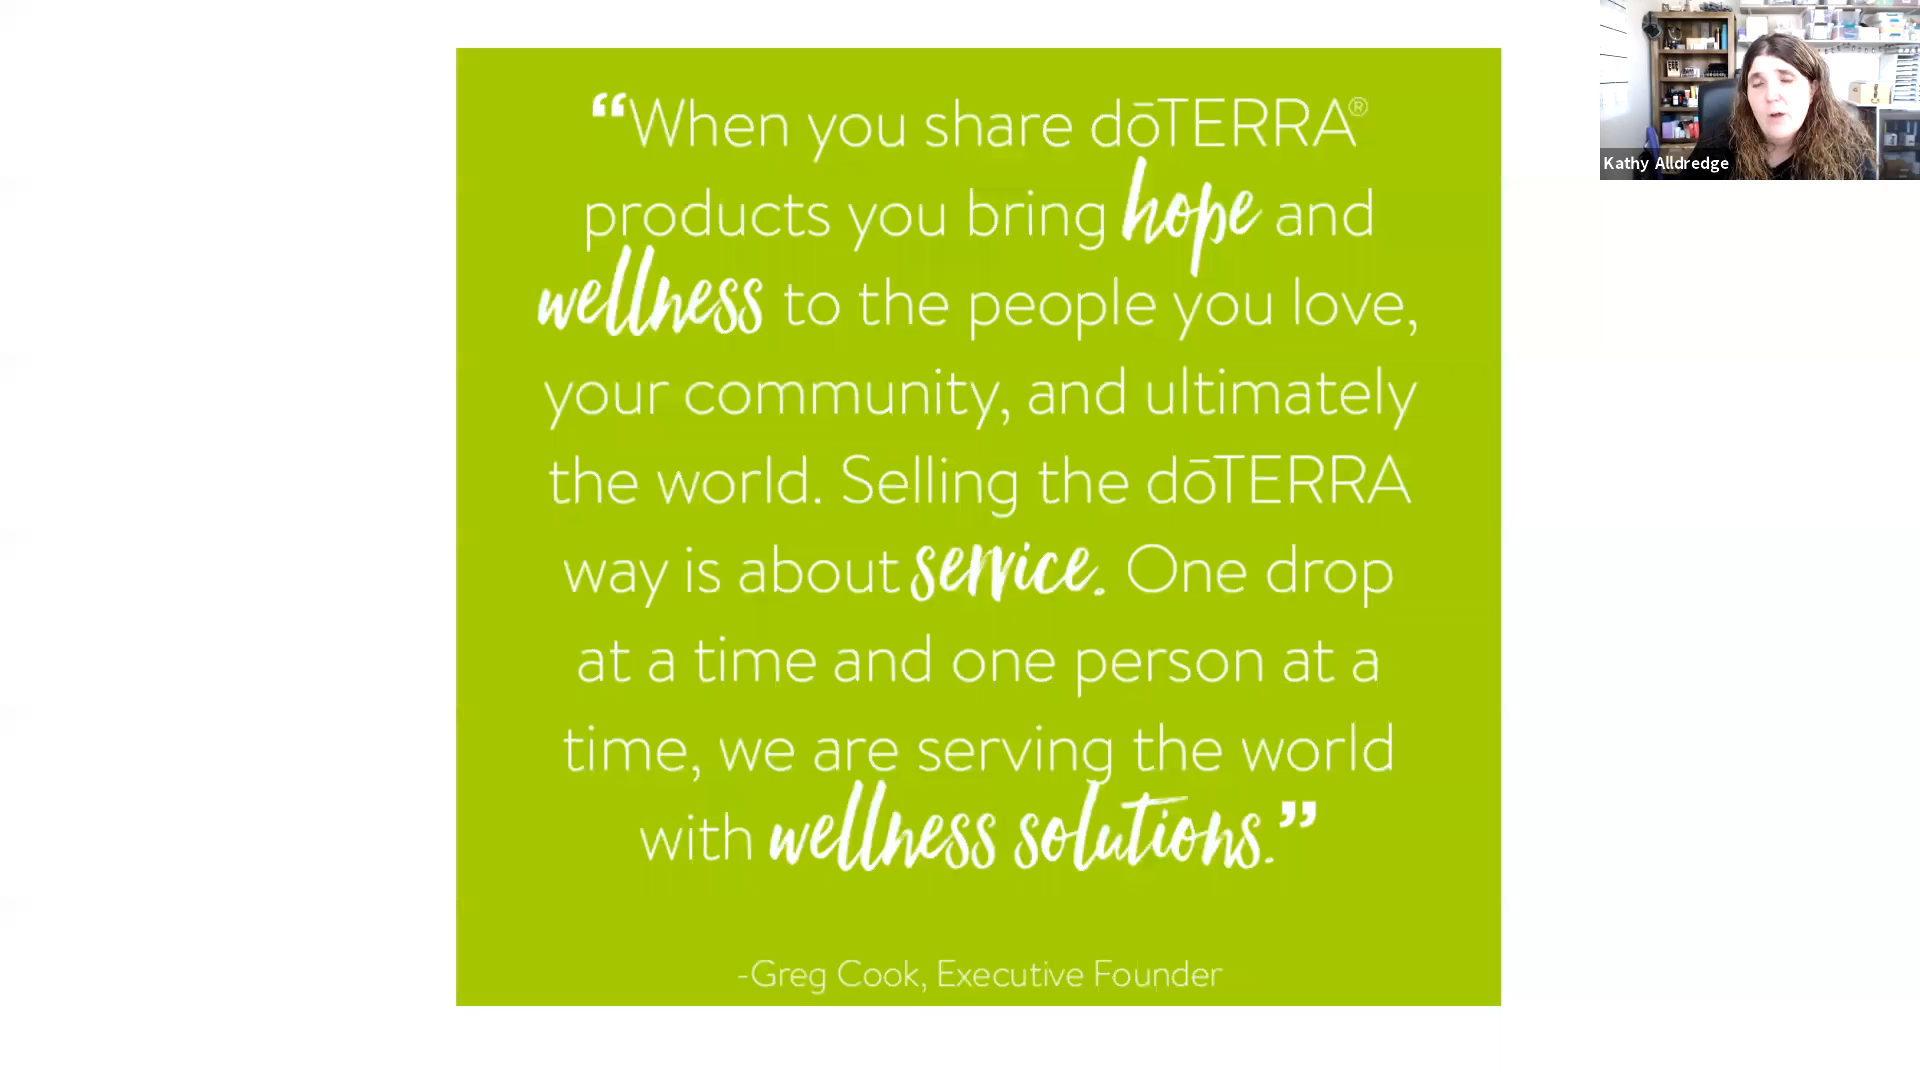 “When you share dōTERRA®
products you bring hope and
wellness to the people you love,
your community, and ultimately
the world. Selling the dōTERRA
way is about service. One drop
at a time and one person at a
time, we are serving the world
with wellness solutions.”
-Greg Cook, Executive Founder
Kathy Alldredge